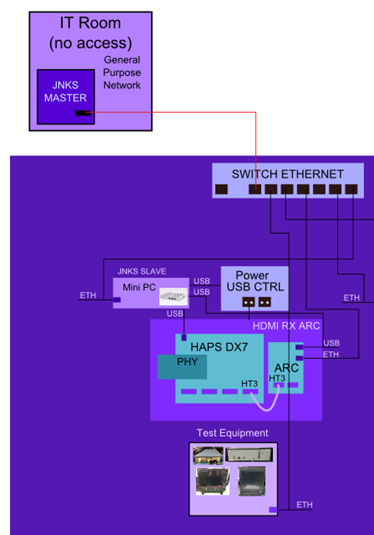 IT Room
(no access)
General
Purpose
Network
JNKS
MASTER
SWITCH ETHERNET
JNKS SLAVE
Mini PC
USB
USB
ETH
USB
Power
USB CTRL
HDMI RX ARC
HAPS DX7
PHY
HT3
USB
ETH
ARC
HT3
Test Equipment
ETH